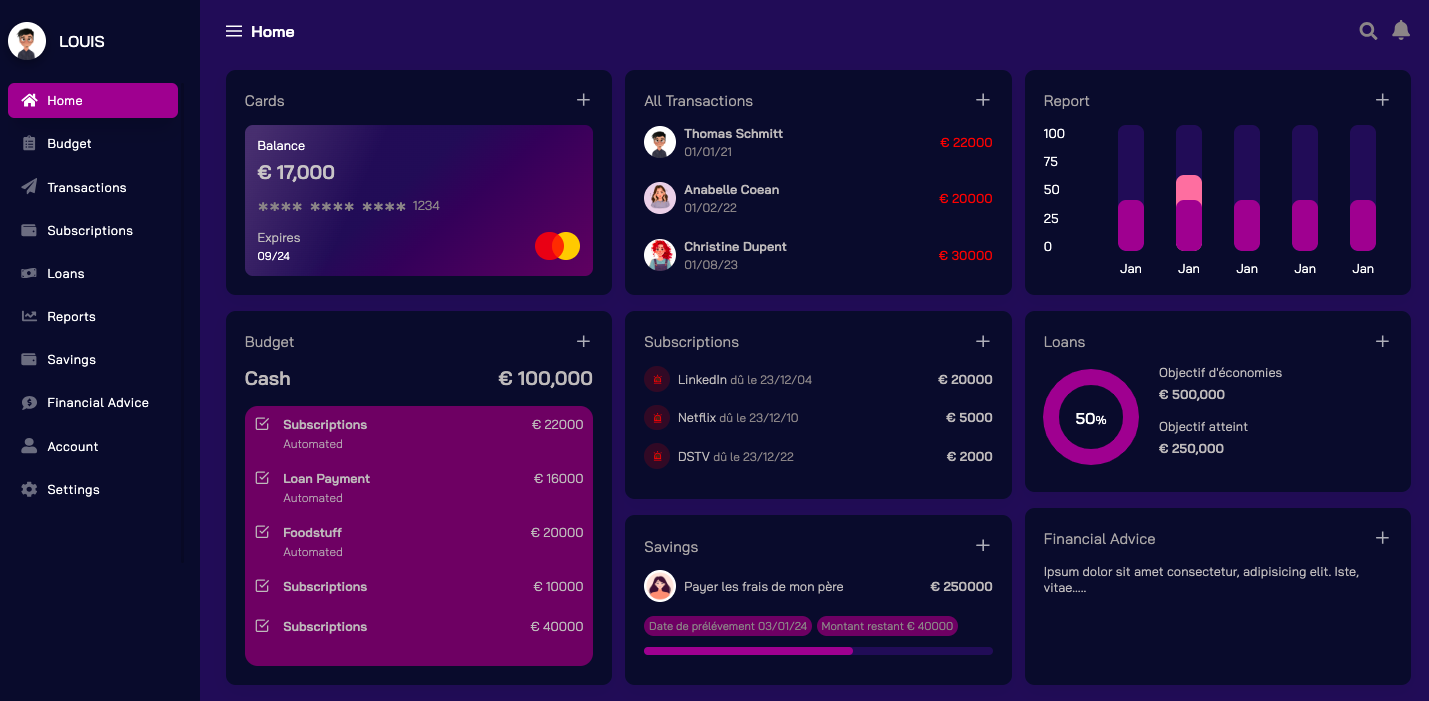 LOUIS
Home
Budget
Transactions
Subscriptions
Loans
Reports
Savings
Financial Advice
Account
Settings
Home
Cards
Balance
€ 17,000
**** **** **** 1234
Expires
09/24
All Transactions
Thomas Schmitt
01/01/21
€ 22000
Anabelle Coean
01/02/22
€ 20000
Christine Dupent
01/08/23
€ 30000
Report
100
75
50
25
0
Jan Jan Jan Jan Jan
Budget
Cash € 100,000
Subscriptions € 22000
Automated
Loan Payment € 16000
Automated
Foodstuff € 20000
Automated
Subscriptions € 10000
Subscriptions € 40000
Subscriptions
LinkedIn dû le 23/12/04 € 20000
Netflix dû le 23/12/10 € 5000
DSTV dû le 23/12/22 € 2000
Savings
Payer les frais de mon père € 250000
Date de prélévement 03/01/24 Montant restant € 40000
Loans
50%
Objectif d'économies
€ 500,000
Objectif atteint
€ 250,000
Financial Advice
Ipsum dolor sit amet consectetur, adipisicing elit. Iste,
vitae.....